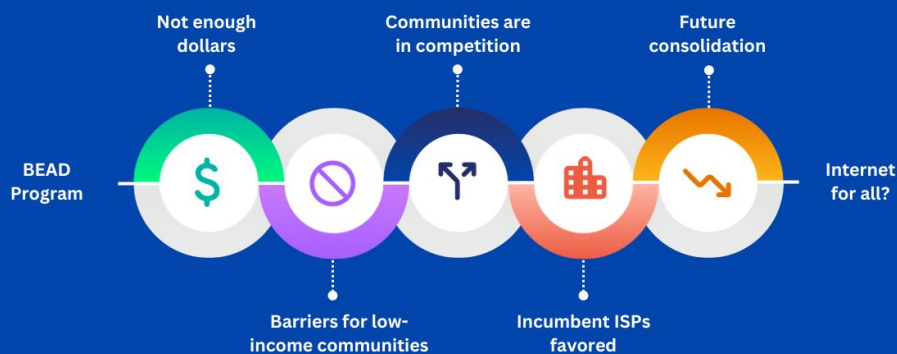 Not enough
dollars
Communities are
in competition
Future
consolidation
BEAD
Program
$
Internet
for all?
Barriers for low-
income communities
Incumbent ISPs
favored